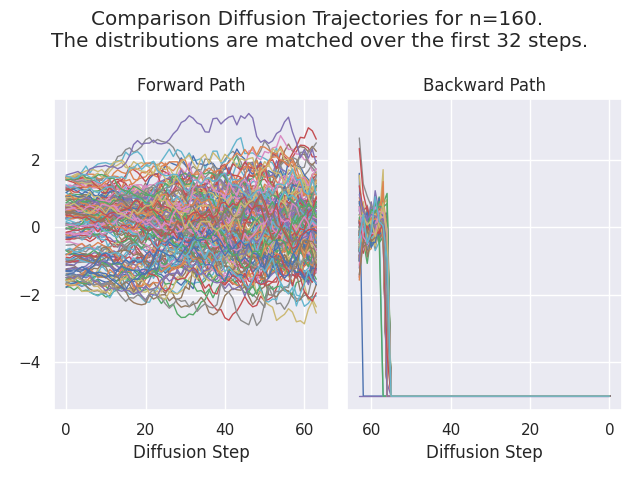 Comparison Diffusion Trajectories for n=160.
The distributions are matched over the first 32 steps.
Forward Path
Backward Path
2
0
−2
−4
0
20
40
60
60
40
20
0
Diffusion Step
Diffusion Step